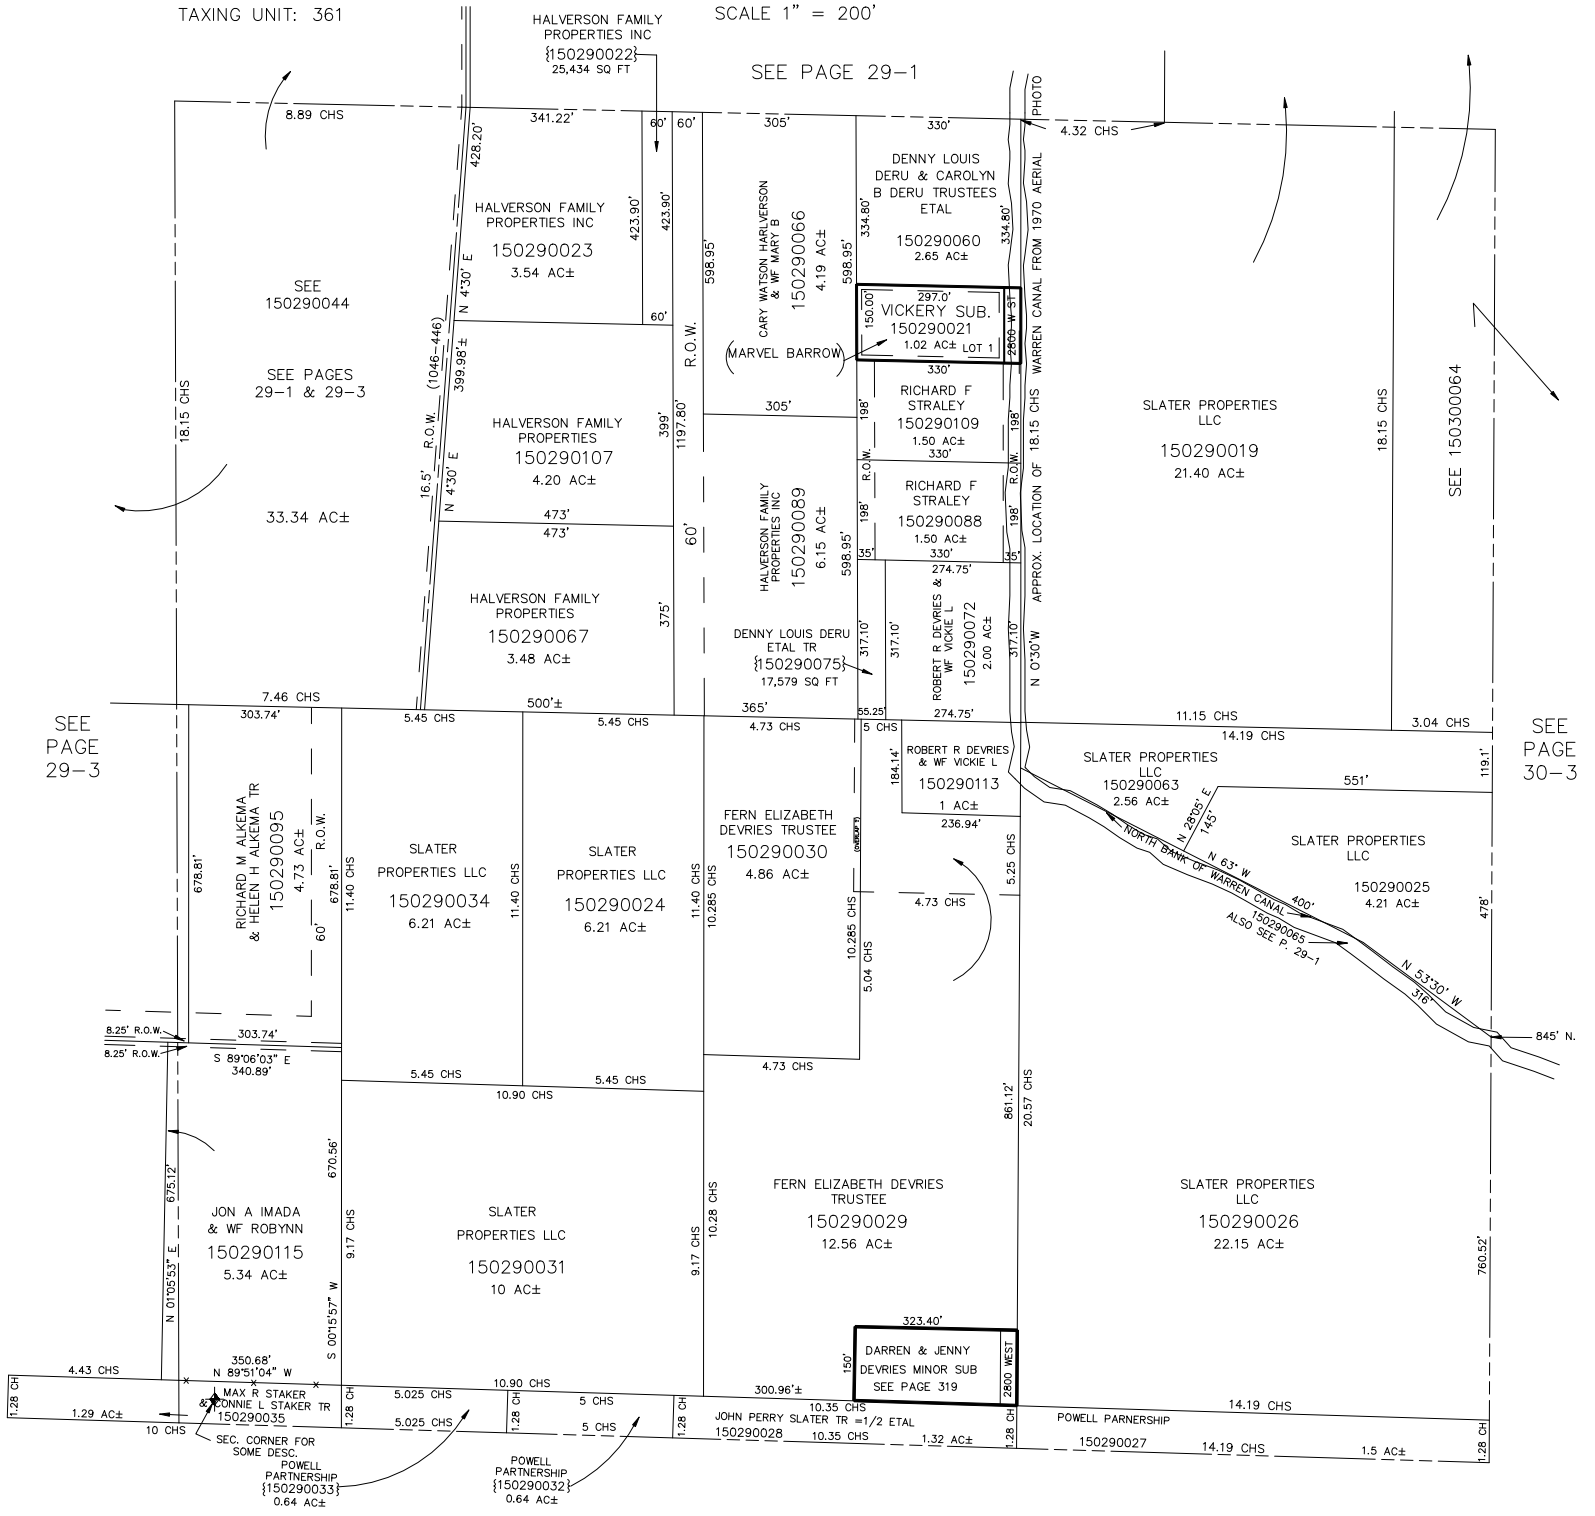 TAXING UNIT: 361
SCALE 1" = 200'
HALVERSON FAMILY
PROPERTIES INC
{150290022}
25,434 SQ FT
SEE PAGE 29-1
8.89 CHS
341.22'
60'
60'
305'
330'
4.32 CHS
428.20'
N 4°30' E
HALVERSON FAMILY
PROPERTIES INC
150290023
3.54 AC±
423.90'
423.90'
60'
598.95'
CARY WATSON HARLVERSON
& WF MARY B
150290066
4.19 AC±
598.95'
DENNY LOUIS
DERU & CAROLYN
B DERU TRUSTEES
ETAL
150290060
2.65 AC±
334.80'
334.80'
N 0°30'W APPROX. LOCATION OF 18.15 CHS WARREN CANAL FROM 1970 AERIAL PHOTO
SEE
150290044
SEE PAGES
29-1 & 29-3
33.34 AC±
18.15 CHS
16.5' R.O.W. (1046-446)
399.98'±
N 4°30' E
R.O.W.
297.0'
150.00'
VICKERY SUB.
150290021
1.02 AC± LOT 1
2800 W ST
(MARVEL BARROW)
330'
305'
HALVERSON FAMILY
PROPERTIES
150290107
4.20 AC±
399'
1197.80'
473'
473'
60'
RICHARD F
STRALEY
150290109
1.50 AC±
330'
198'
198'
R.O.W.
R.O.W.
RICHARD F
STRALEY
150290088
1.50 AC±
198'
198'
35'
330'
35'
SLATER PROPERTIES
LLC
150290019
21.40 AC±
18.15 CHS
SEE 150300064
HALVERSON FAMILY
PROPERTIES INC
150290089
6.15 AC±
598.95'
HALVERSON FAMILY
PROPERTIES
150290067
3.48 AC±
375'
DENNY LOUIS DERU
ETAL TR
{150290075}
17,579 SQ FT
317.10'
317.10'
274.75'
ROBERT R DEVRIES &
WF VICKIE L
150290072
2.00 AC±
317.10'
7.46 CHS
500'±
365'
55.25'
274.75'
11.15 CHS
3.04 CHS
SEE
PAGE
29-3
SEE
PAGE
30-3
303.74'
5.45 CHS
5.45 CHS
4.73 CHS
5 CHS
14.19 CHS
RICHARD M ALKEMA
& HELEN H ALKEMA TR
150290095
4.73 AC±
678.81'
60' R.O.W.
678.81'
11.40 CHS
SLATER
PROPERTIES LLC
150290034
6.21 AC±
11.40 CHS
SLATER
PROPERTIES LLC
150290024
6.21 AC±
11.40 CHS
10.285 CHS
FERN ELIZABETH
DEVRIES TRUSTEE
150290030
4.86 AC±
10.285 CHS
5.04 CHS
184.14'
ROBERT R DEVRIES
& WF VICKIE L
150290113
1 AC±
236.94'
5.25 CHS
4.73 CHS
SLATER PROPERTIES
LLC
150290063
2.56 AC±
551'
119.1'
N 28°05' E
145'
SLATER PROPERTIES
LLC
150290025
4.21 AC±
478'
NORTH BANK OF WARREN CANAL
N 63° W
400'
150290065
ALSO SEE P. 29-1
N 53°30' W
316'
845' N.
8.25' R.O.W.
8.25' R.O.W.
303.74'
S 89°06'03" E
340.89'
5.45 CHS
5.45 CHS
10.90 CHS
4.73 CHS
861.12'
20.57 CHS
675.12'
N 01°05'53" E
JON A IMADA
& WF ROBYNN
150290115
5.34 AC±
670.56'
S 00°15'57" W
9.17 CHS
SLATER
PROPERTIES LLC
150290031
10 AC±
9.17 CHS
10.28 CHS
FERN ELIZABETH DEVRIES
TRUSTEE
150290029
12.56 AC±
SLATER PROPERTIES
LLC
150290026
22.15 AC±
760.52'
323.40'
150'
DARREN & JENNY
DEVRIES MINOR SUB
SEE PAGE 319
2800 WEST
4.43 CHS
350.68'
N 89°51'04" W
10.90 CHS
300.96'±
10.35 CHS
14.19 CHS
1.28 CH
1.29 AC±
10 CHS
MAX R STAKER
& CONNIE L STAKER TR
150290035
1.28 CH
5.025 CHS
5.025 CHS
1.28 CH
5 CHS
5 CHS
1.28 CH
JOHN PERRY SLATER TR =1/2 ETAL
150290028
10.35 CHS
1.32 AC±
1.28 CH
POWELL PARNERSHIP
150290027
14.19 CHS
1.5 AC±
1.28 CH
SEC. CORNER FOR
SOME DESC.
POWELL
PARTNERSHIP
{150290033}
0.64 AC±
POWELL
PARTNERSHIP
{150290032}
0.64 AC±